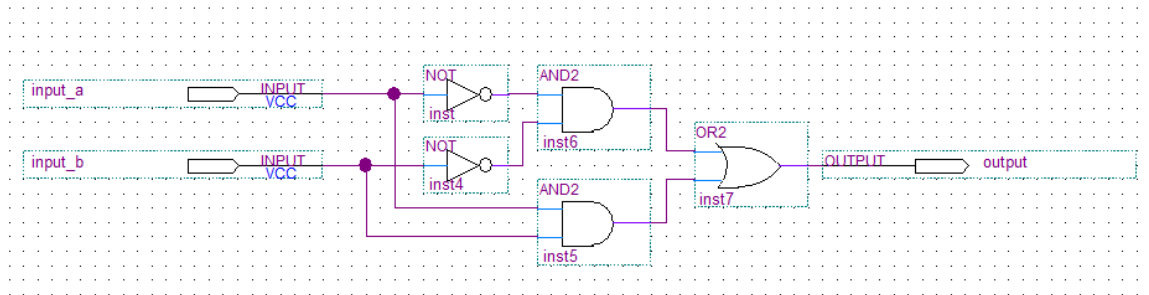 input_a
INPUT
VCC
NOT
inst
AND2
inst6
input_b
INPUT
VCC
NOT
inst4
AND2
inst5
OR2
inst7
OUTPUT
output